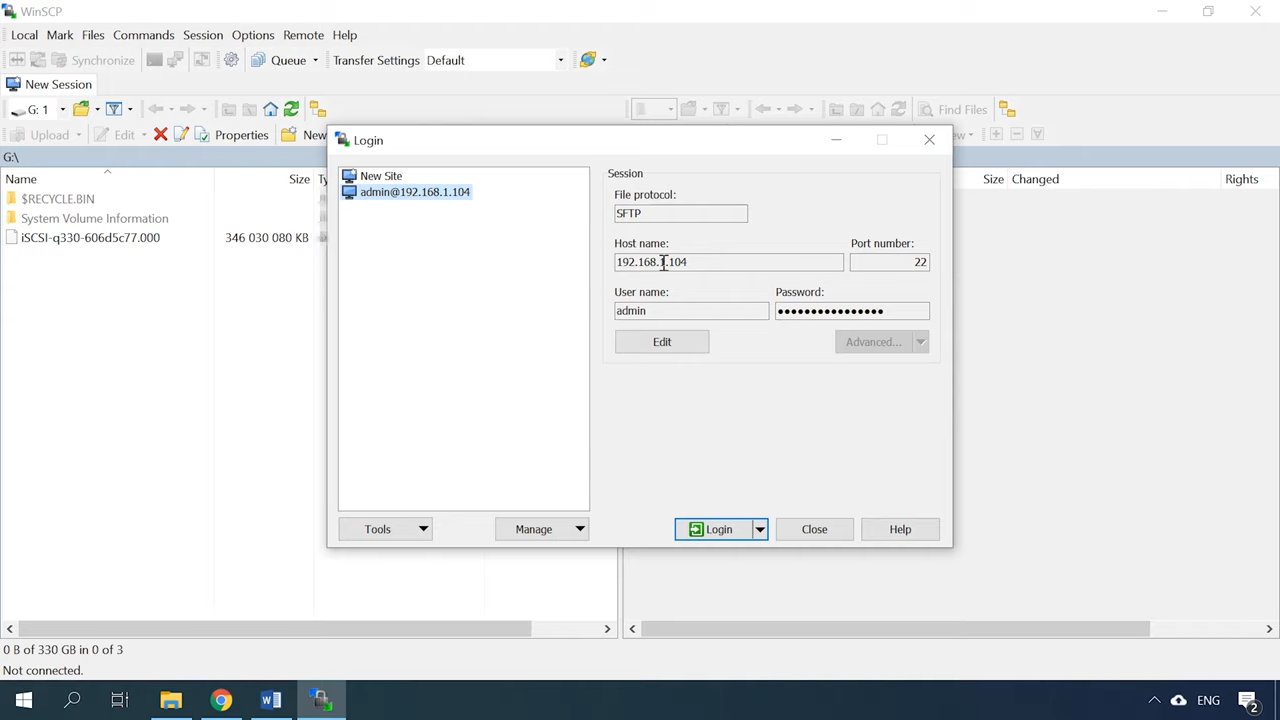 WinSCP
Local Mark Files Commands Session Options Remote Help
Synchronize Queue Transfer Settings Default
New Session
G: 1 Find Files
Upload Edit Properties New
Login
G:\
Name Size Ty
$RECYCLE.BIN
System Volume Information
iSCSI-q330-606d5c77.000 346 030 080 KB
New Site
admin@192.168.1.104
Session
File protocol:
SFTP
Host name: Port number:
192.168.1.104 22
User name: Password:
admin ••••••••••••••••
Edit Advanced...
Tools Manage Login Close Help
Size Changed Rights
0 B of 330 GB in 0 of 3
Not connected.
ENG
2